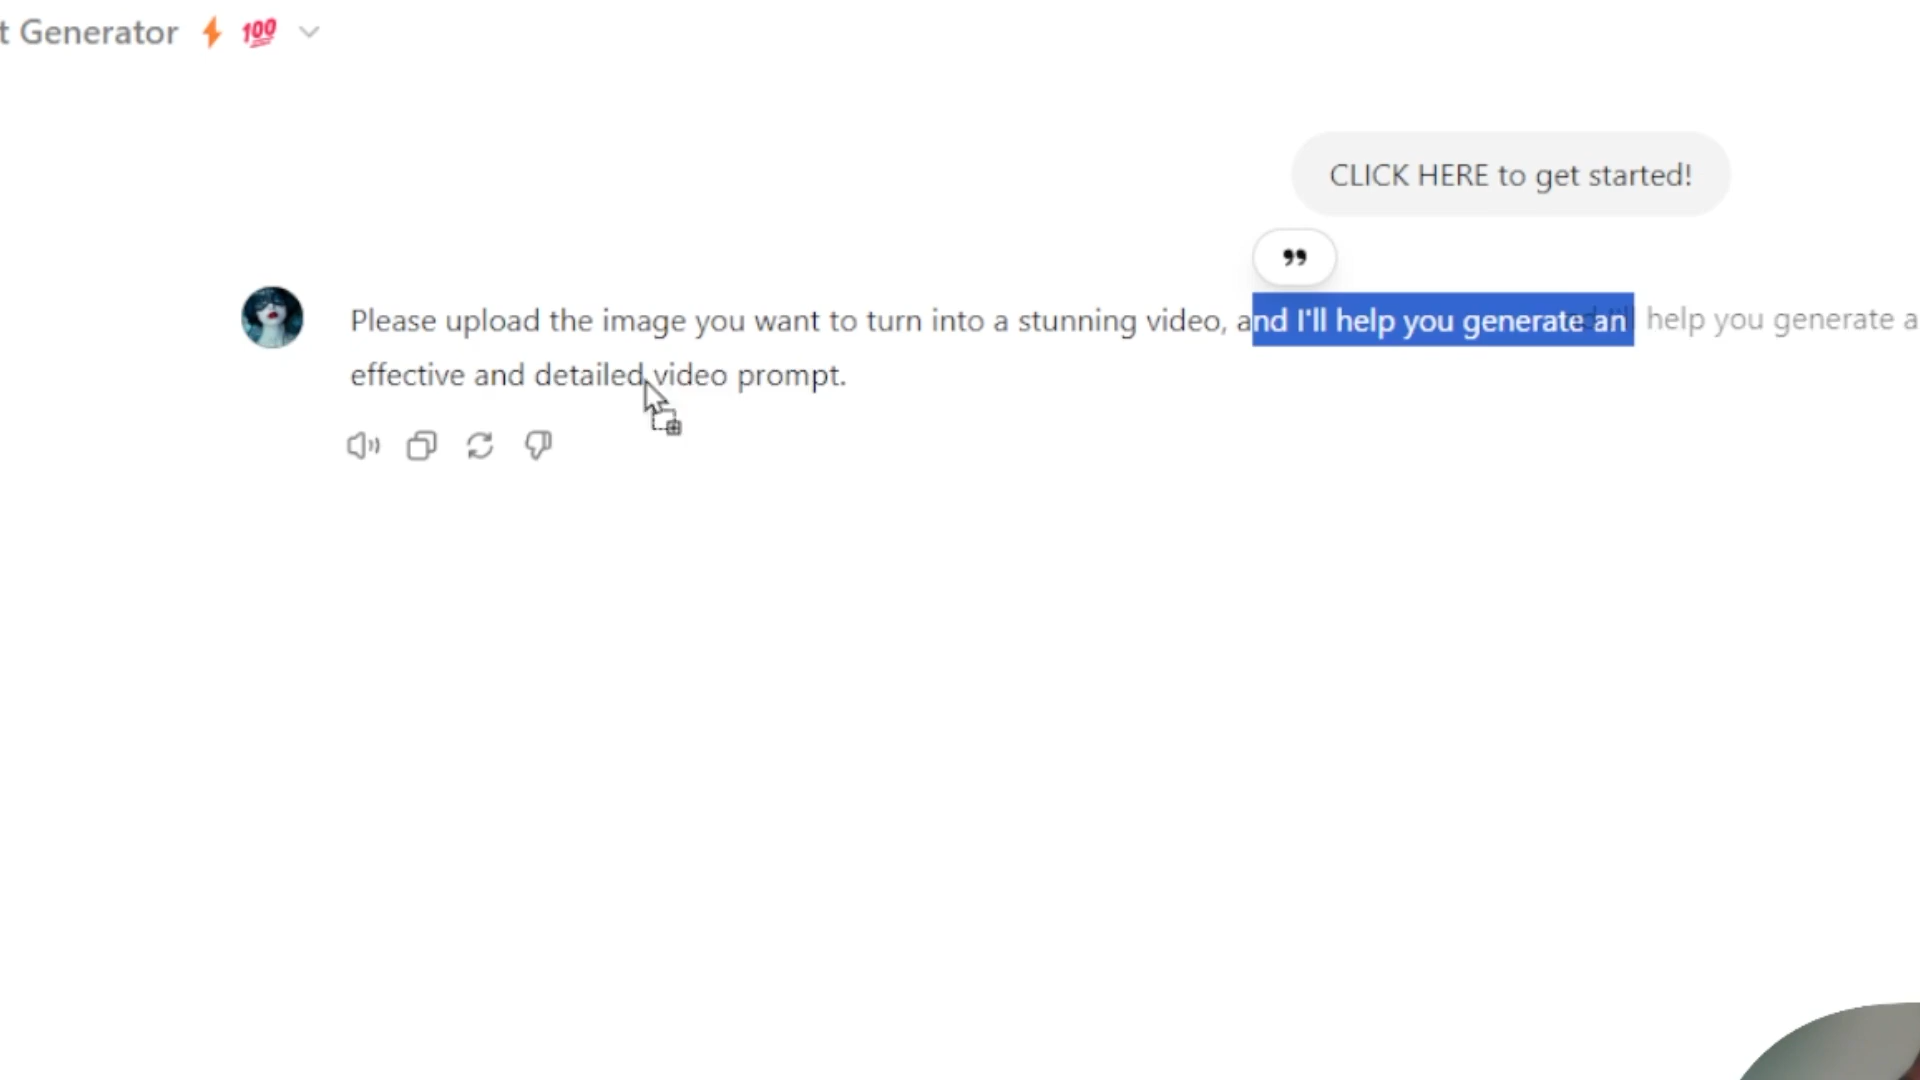 t Generator ⚡ 💯
CLICK HERE to get started!
Please upload the image you want to turn into a stunning video, and I'll help you generate an
help you generate a
effective and detailed video prompt.